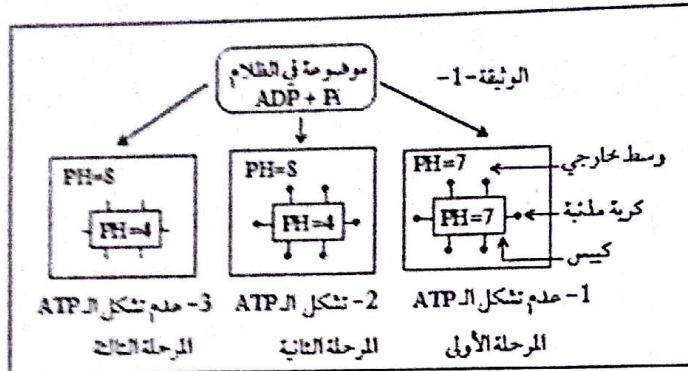 الوثيقة-1-
موضوعة في الظلام
ADP + Pi
PH=7
وسط خارجي
PH=7
كرية مذنبة
كييس
1- عدم تشكل الـ ATP
المرحلة الأولى
PH=8
PH=4
2- تشكل الـ ATP
المرحلة الثانية
PH=8
PH=4
3- عدم تشكل الـ ATP
المرحلة الثالثة